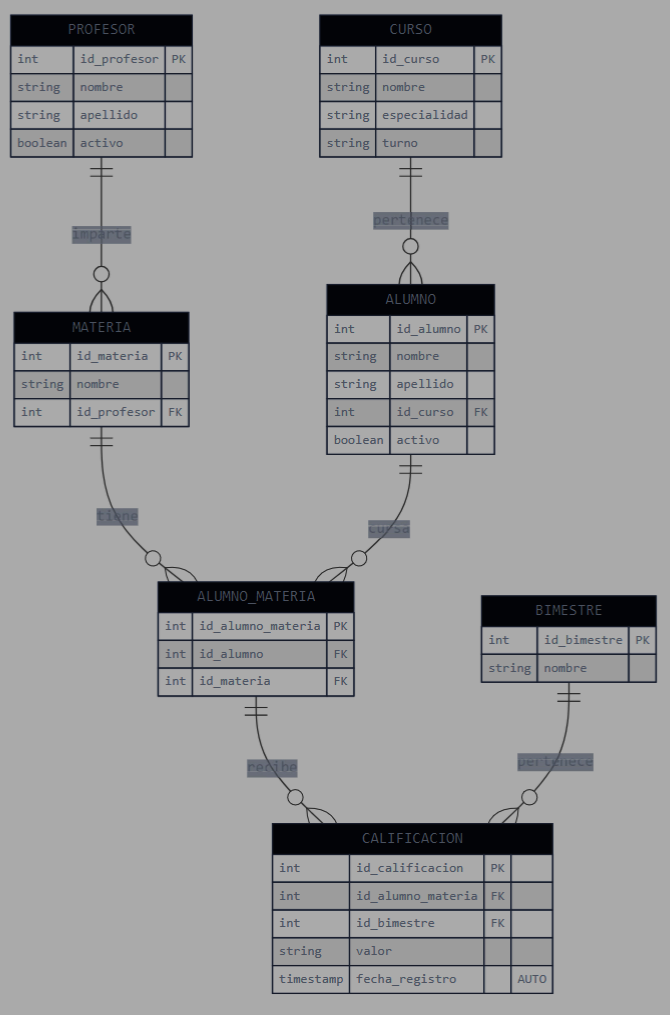 PROFESOR
int id_profesor PK
string nombre
string apellido
boolean activo
CURSO
int id_curso PK
string nombre
string especialidad
string turno
imparte
pertenece
MATERIA
int id_materia PK
string nombre
int id_profesor FK
ALUMNO
int id_alumno PK
string nombre
string apellido
int id_curso FK
boolean activo
tiene
cursa
ALUMNO_MATERIA
int id_alumno_materia PK
int id_alumno FK
int id_materia FK
BIMESTRE
int id_bimestre PK
string nombre
recibe
pertenece
CALIFICACION
int id_calificacion PK
int id_alumno_materia FK
int id_bimestre FK
string valor
timestamp fecha_registro AUTO